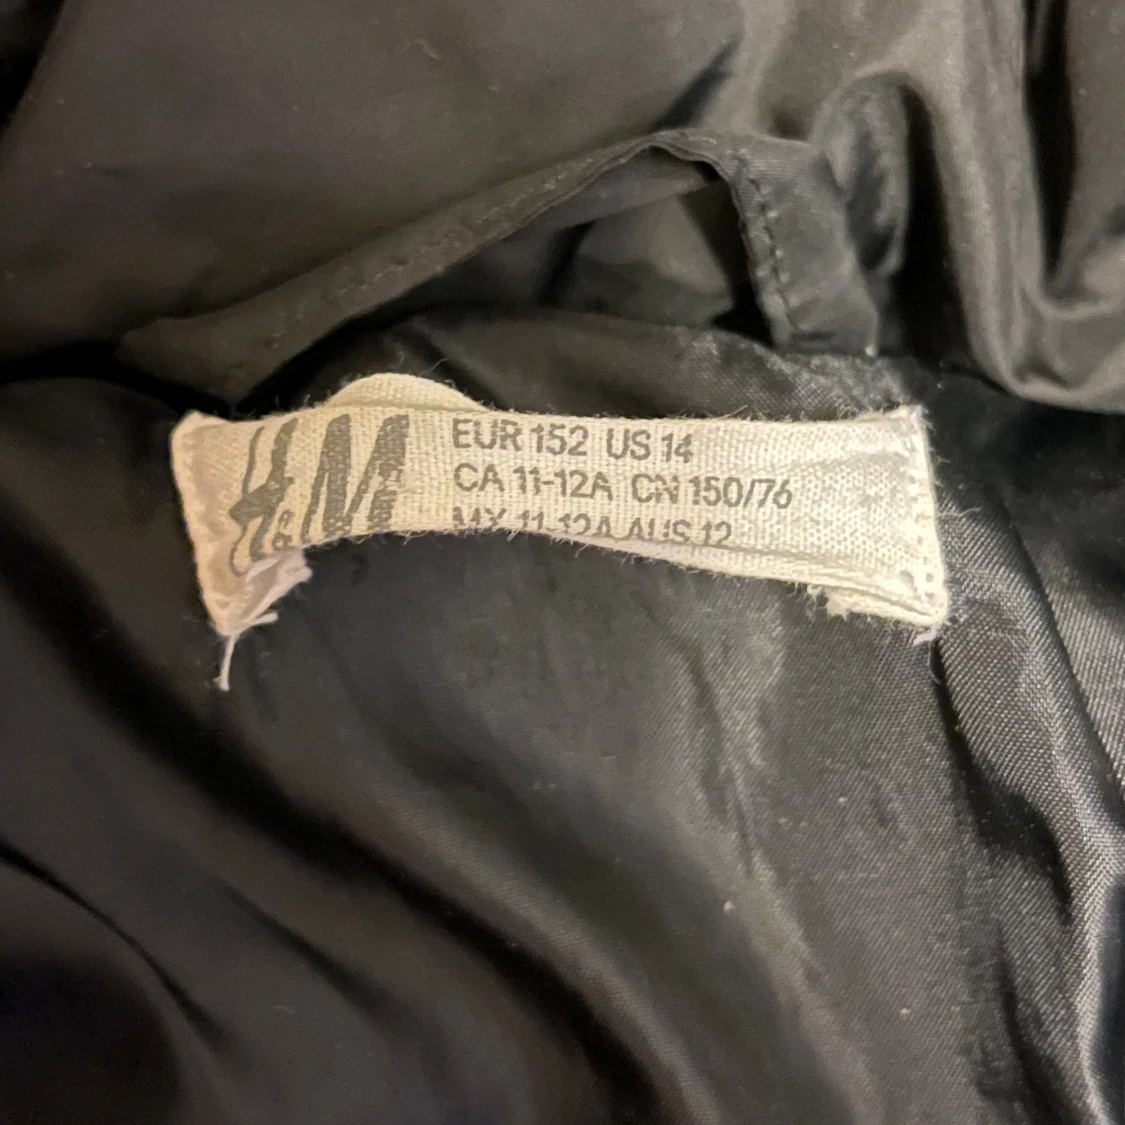 H&M
EUR 152 US 14
CA 11-12A CN 150/76
MX 11-12A AUS 12